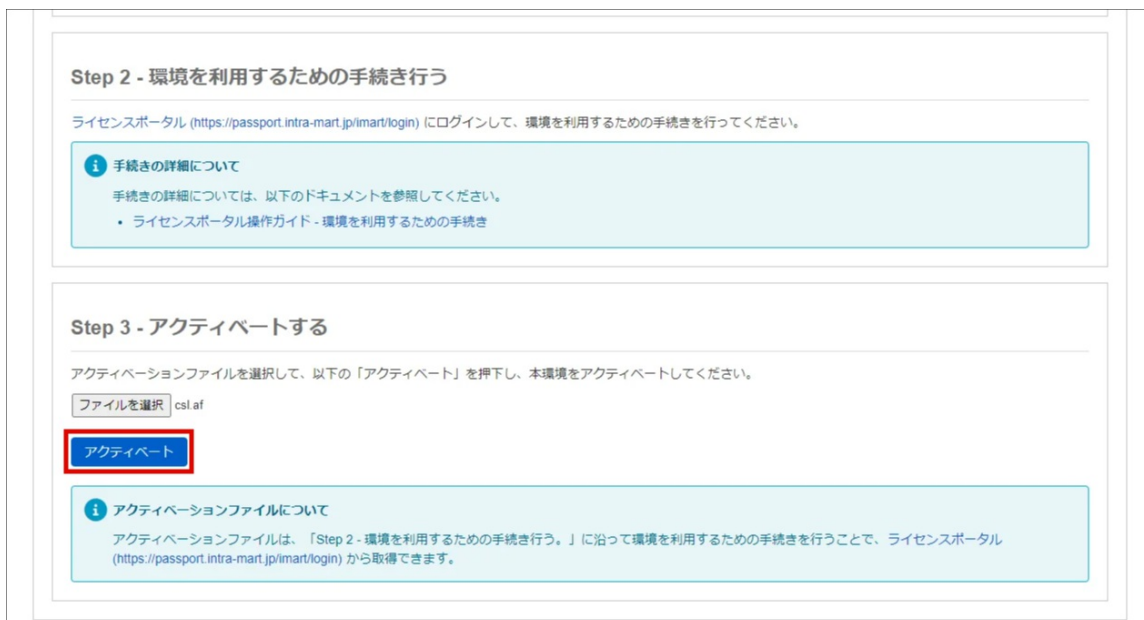 Step 2 - 環境を利用するための手続き行う
ライセンスポータル (https://passport.intra-mart.jp/imart/login) にログインして、環境を利用するための手続きを行ってください。
i 手続きの詳細について
手続きの詳細については、以下のドキュメントを参照してください。
• ライセンスポータル操作ガイド - 環境を利用するための手続き
Step 3 - アクティベートする
アクティベーションファイルを選択して、以下の「アクティベート」を押下し、本環境をアクティベートしてください。
ファイルを選択 csl.af
アクティベート
i アクティベーションファイルについて
アクティベーションファイルは、「Step 2 - 環境を利用するための手続き行う。」に沿って環境を利用するための手続きを行うことで、ライセンスポータル
(https://passport.intra-mart.jp/imart/login) から取得できます。